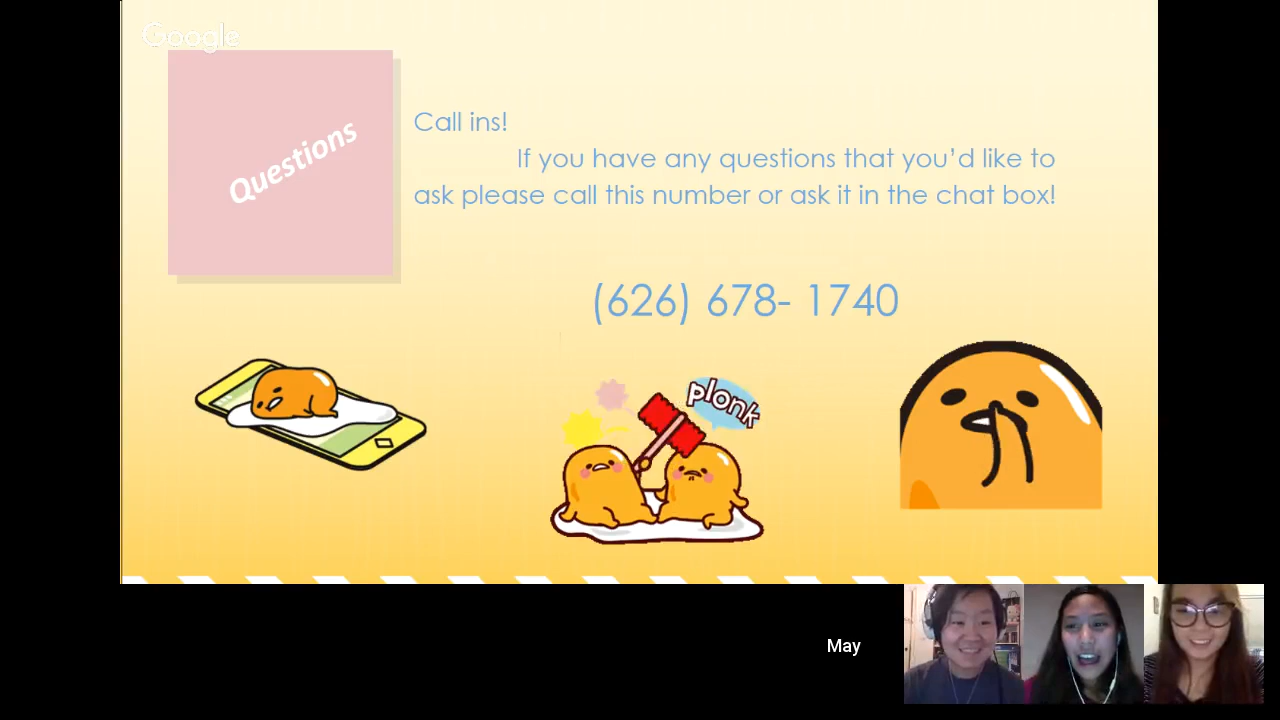 Google
Questions
Call ins!
If you have any questions that you’d like to
ask please call this number or ask it in the chat box!
(626) 678- 1740
plonk
May